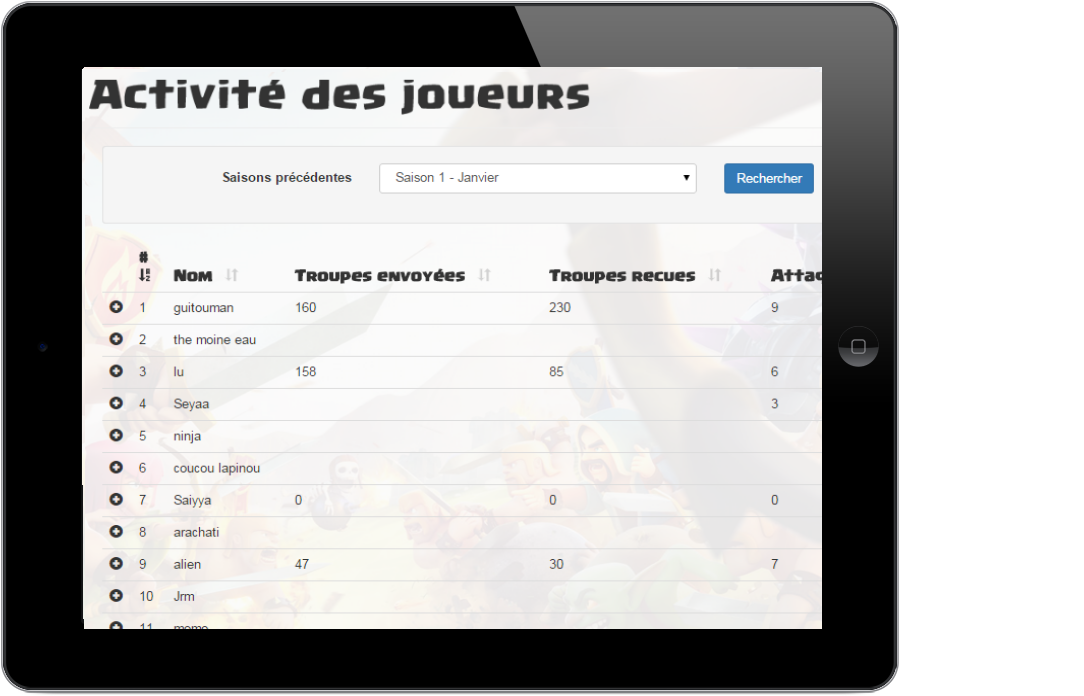 Activité des joueurs
Saisons précédentes Saison 1 - Janvier Rechercher
#
Nom Troupes envoyées Troupes recues Attac
1 guitouman 160 230 9
2 the moine eau
3 lu 158 85 6
4 Seyaa 3
5 ninja
6 coucou lapinou
7 Saiyya 0 0 0
8 arachati
9 alien 47 30 7
10 Jrm
11 momo